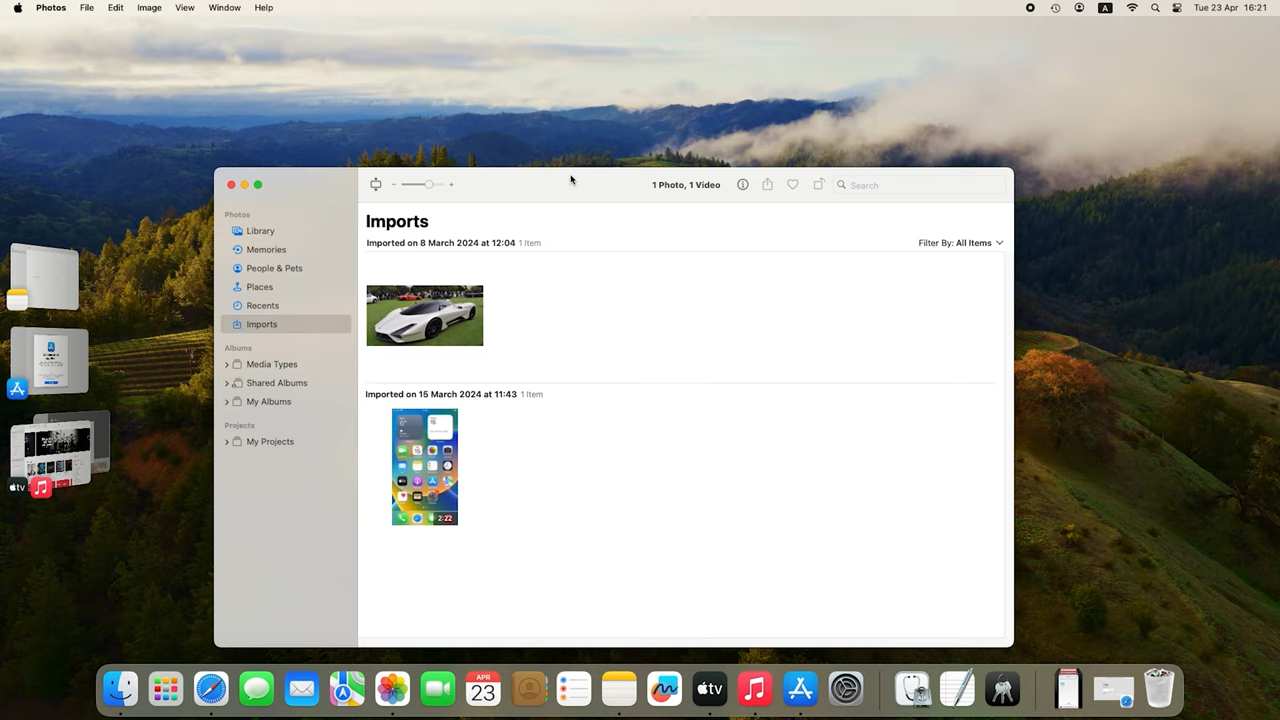 Photos File Edit Image View Window Help
A
Tue 23 Apr 16:21
1 Photo, 1 Video
Search
Photos
Library
Memories
People & Pets
Places
Recents
Imports
Albums
Media Types
Shared Albums
My Albums
Projects
My Projects
Imports
Imported on 8 March 2024 at 12:04 1 Item
Filter By: All Items
Imported on 15 March 2024 at 11:43 1 Item
2:22
tv
APR
23
tv